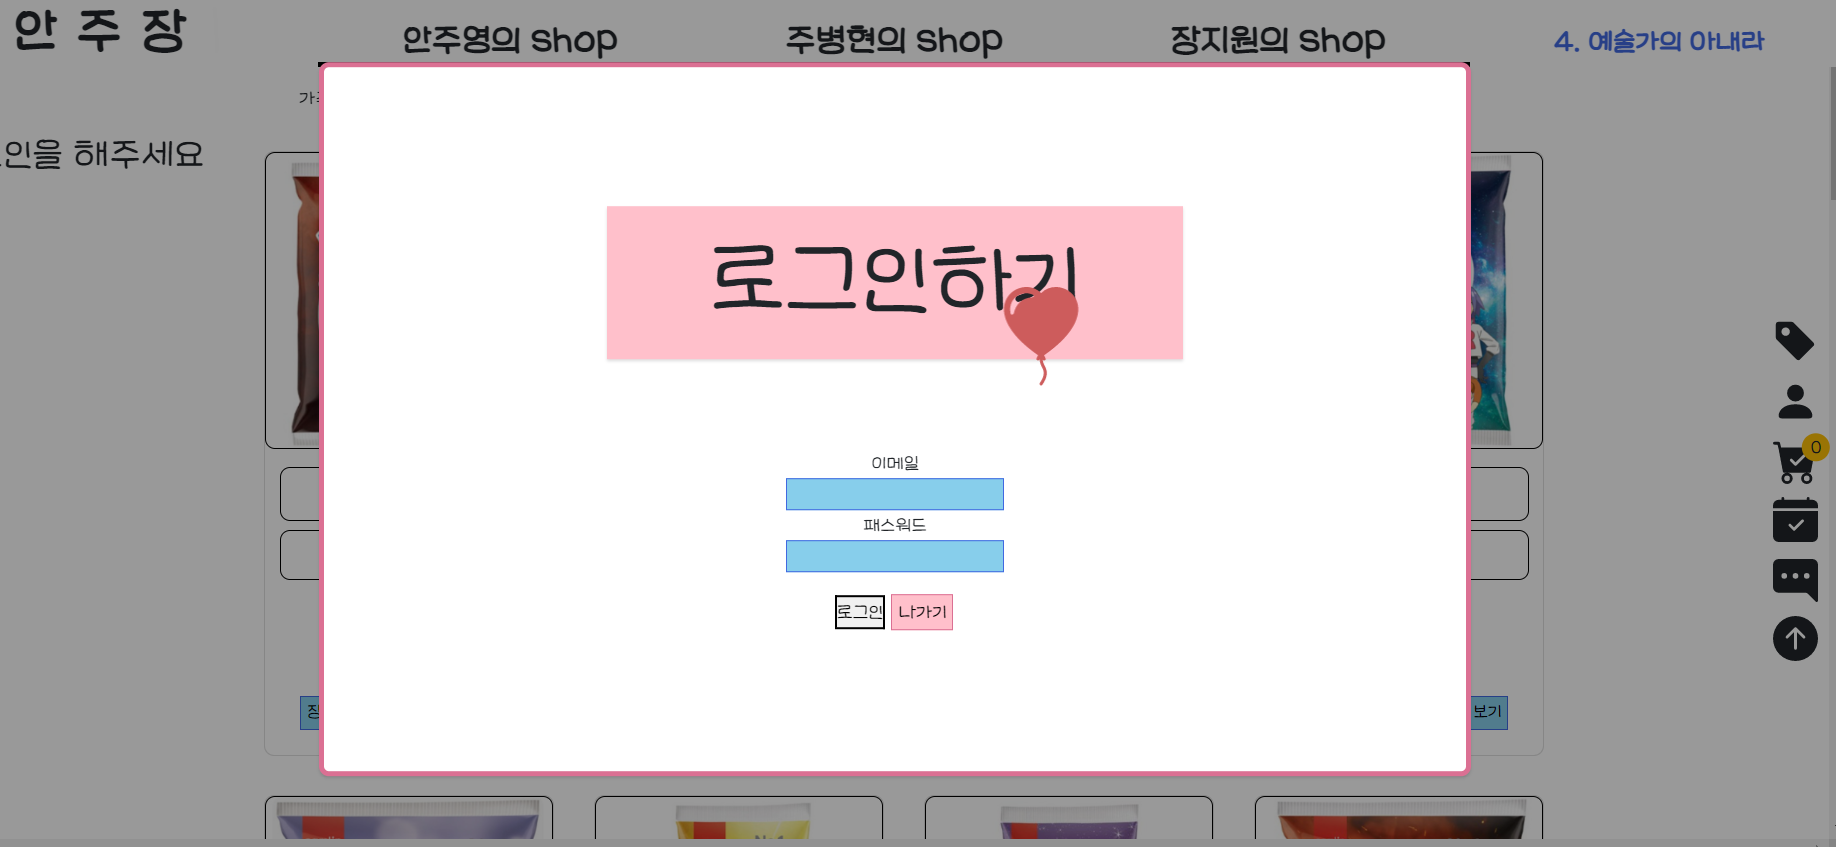 안 주 장
안주영의 shop
주병현의 shop
장지원의 shop
4. 예술가의 아내라
인을 해주세요
로그인하기
이메일
패스워드
로그인
나가기
0
보기